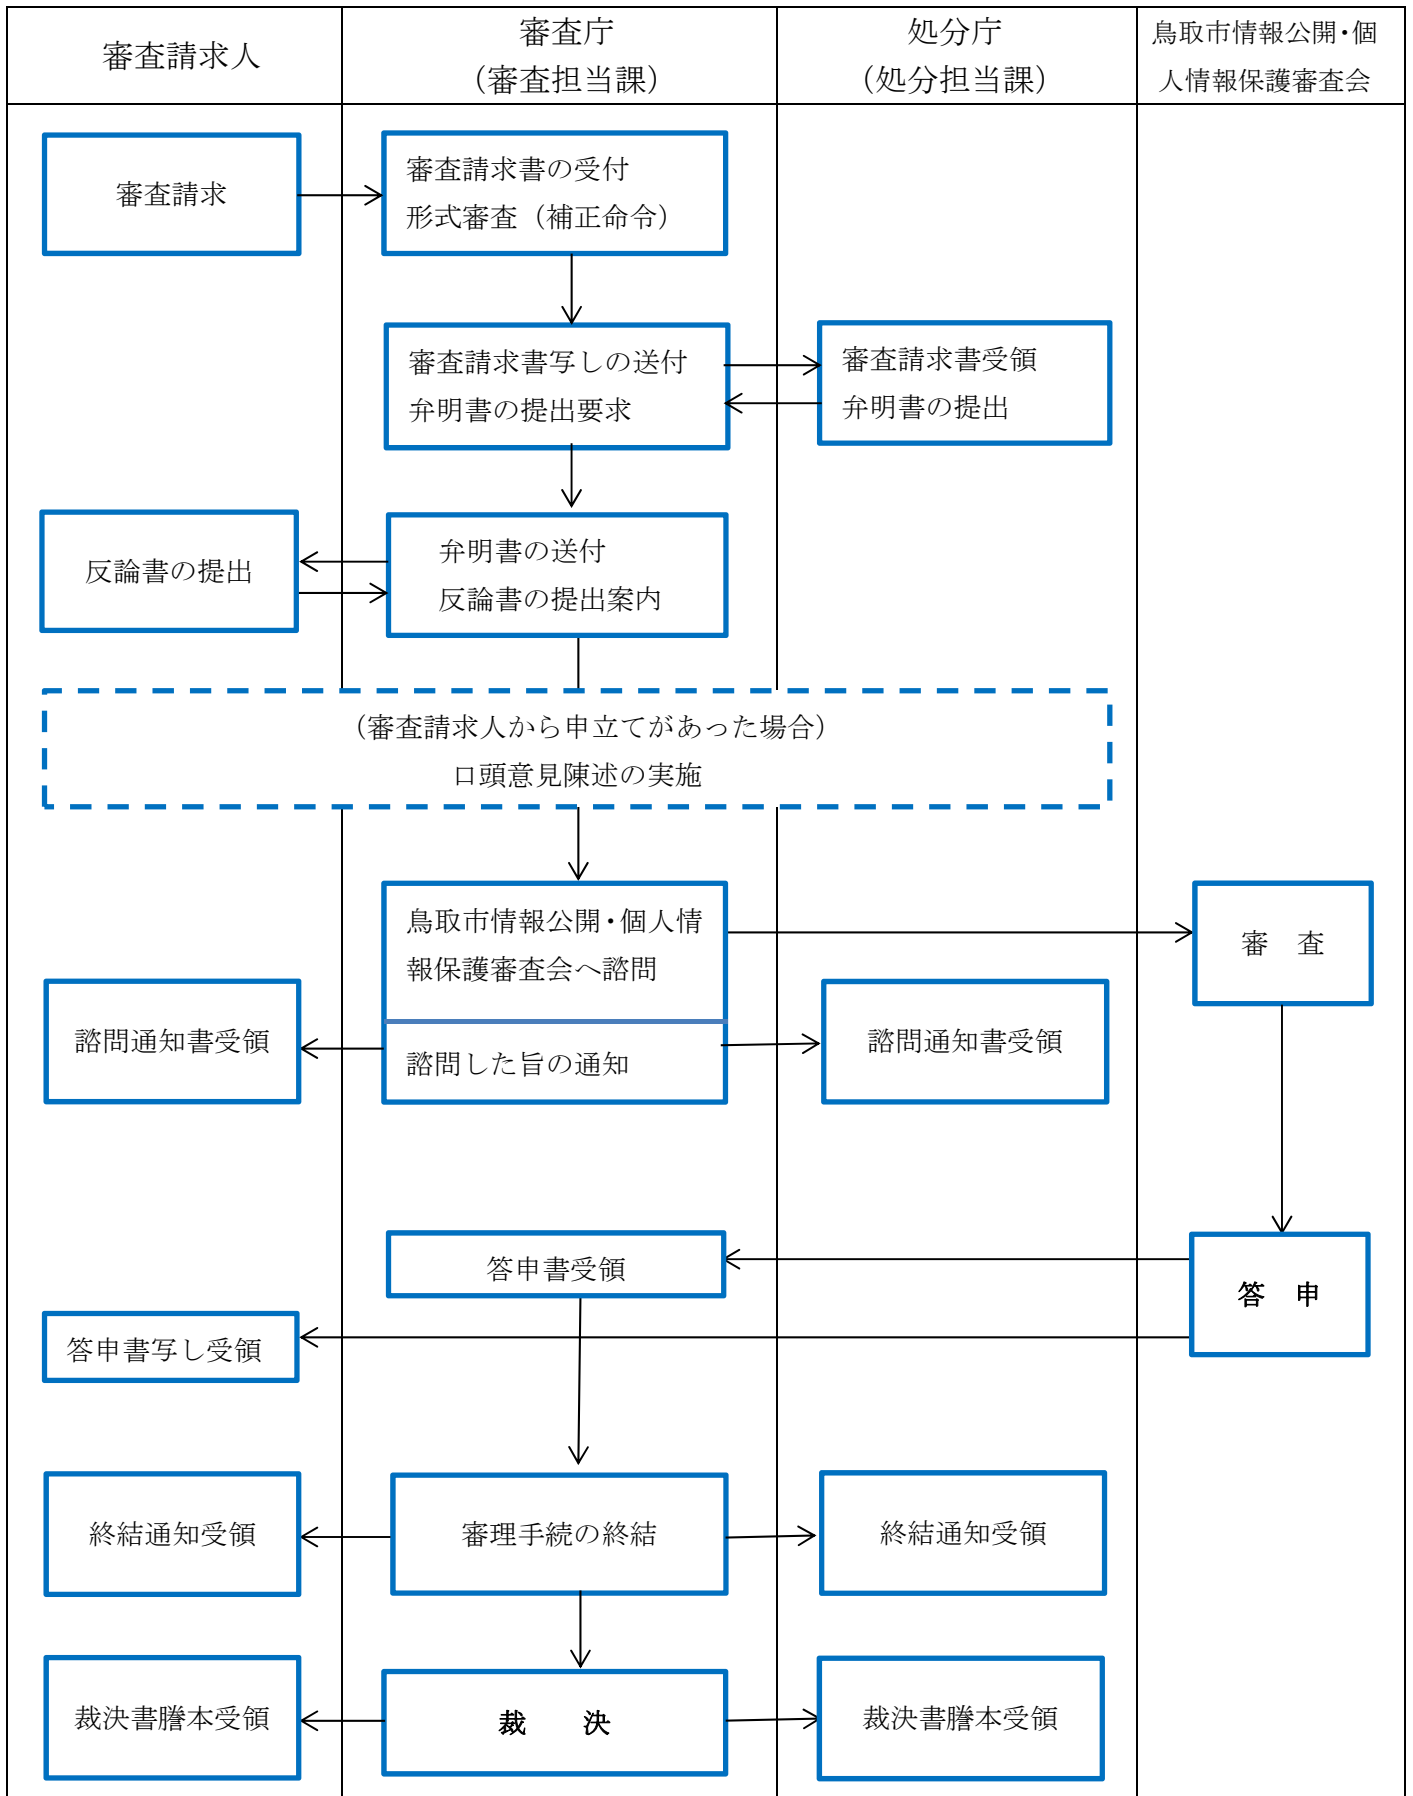 審査請求人
審査庁
（審査担当課）
処分庁
（処分担当課）
鳥取市情報公開・個
人情報保護審査会
審査請求
審査請求書の受付
形式審査（補正命令）
審査請求書写しの送付
弁明書の提出要求
審査請求書受領
弁明書の提出
反論書の提出
弁明書の送付
反論書の提出案内
（審査請求人から申立てがあった場合）
口頭意見陳述の実施
鳥取市情報公開・個人情
報保護審査会へ諮問
審　査
諮問通知書受領
諮問した旨の通知
諮問通知書受領
答申書受領
答　申
答申書写し受領
終結通知受領
審理手続の終結
終結通知受領
裁決書謄本受領
裁　　決
裁決書謄本受領